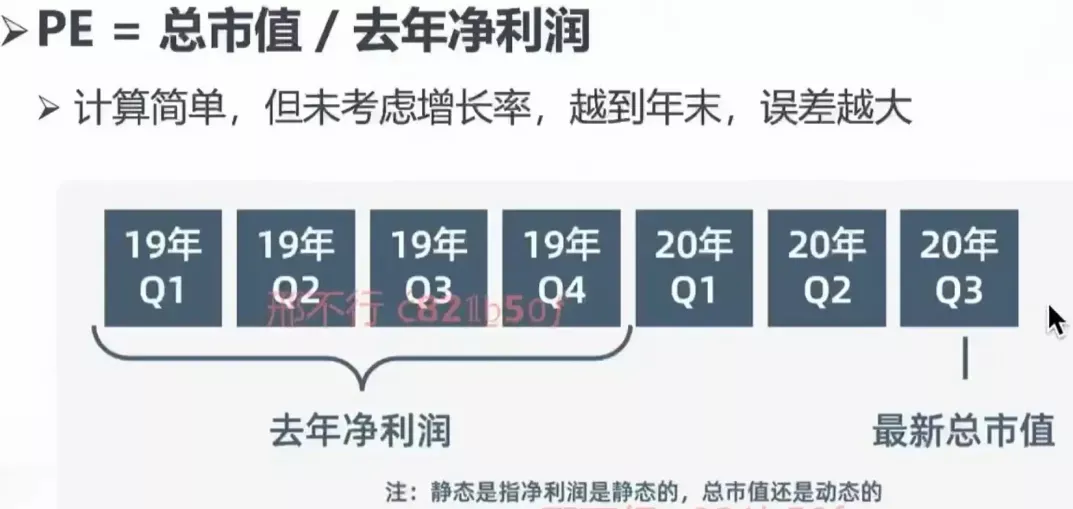 PE = 总市值 / 去年净利润
计算简单，但未考虑增长率，越到年末，误差越大
19年 19年 19年 19年 20年 20年 20年
Q1 Q2 Q3 Q4 Q1 Q2 Q3
邢不行 c821b50f
去年净利润 最新总市值
注：静态是指净利润是静态的，总市值还是动态的